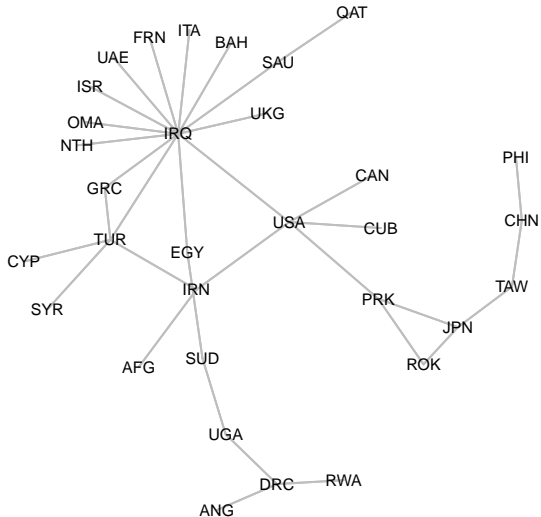 QAT
ITA
FRN
BAH
UAE
SAU
ISR
UKG
OMA
IRQ
NTH
PHI
CAN
GRC
CHN
USA
CUB
TUR
EGY
CYP
TAW
IRN
PRK
SYR
JPN
SUD
ROK
AFG
UGA
RWA
DRC
ANG